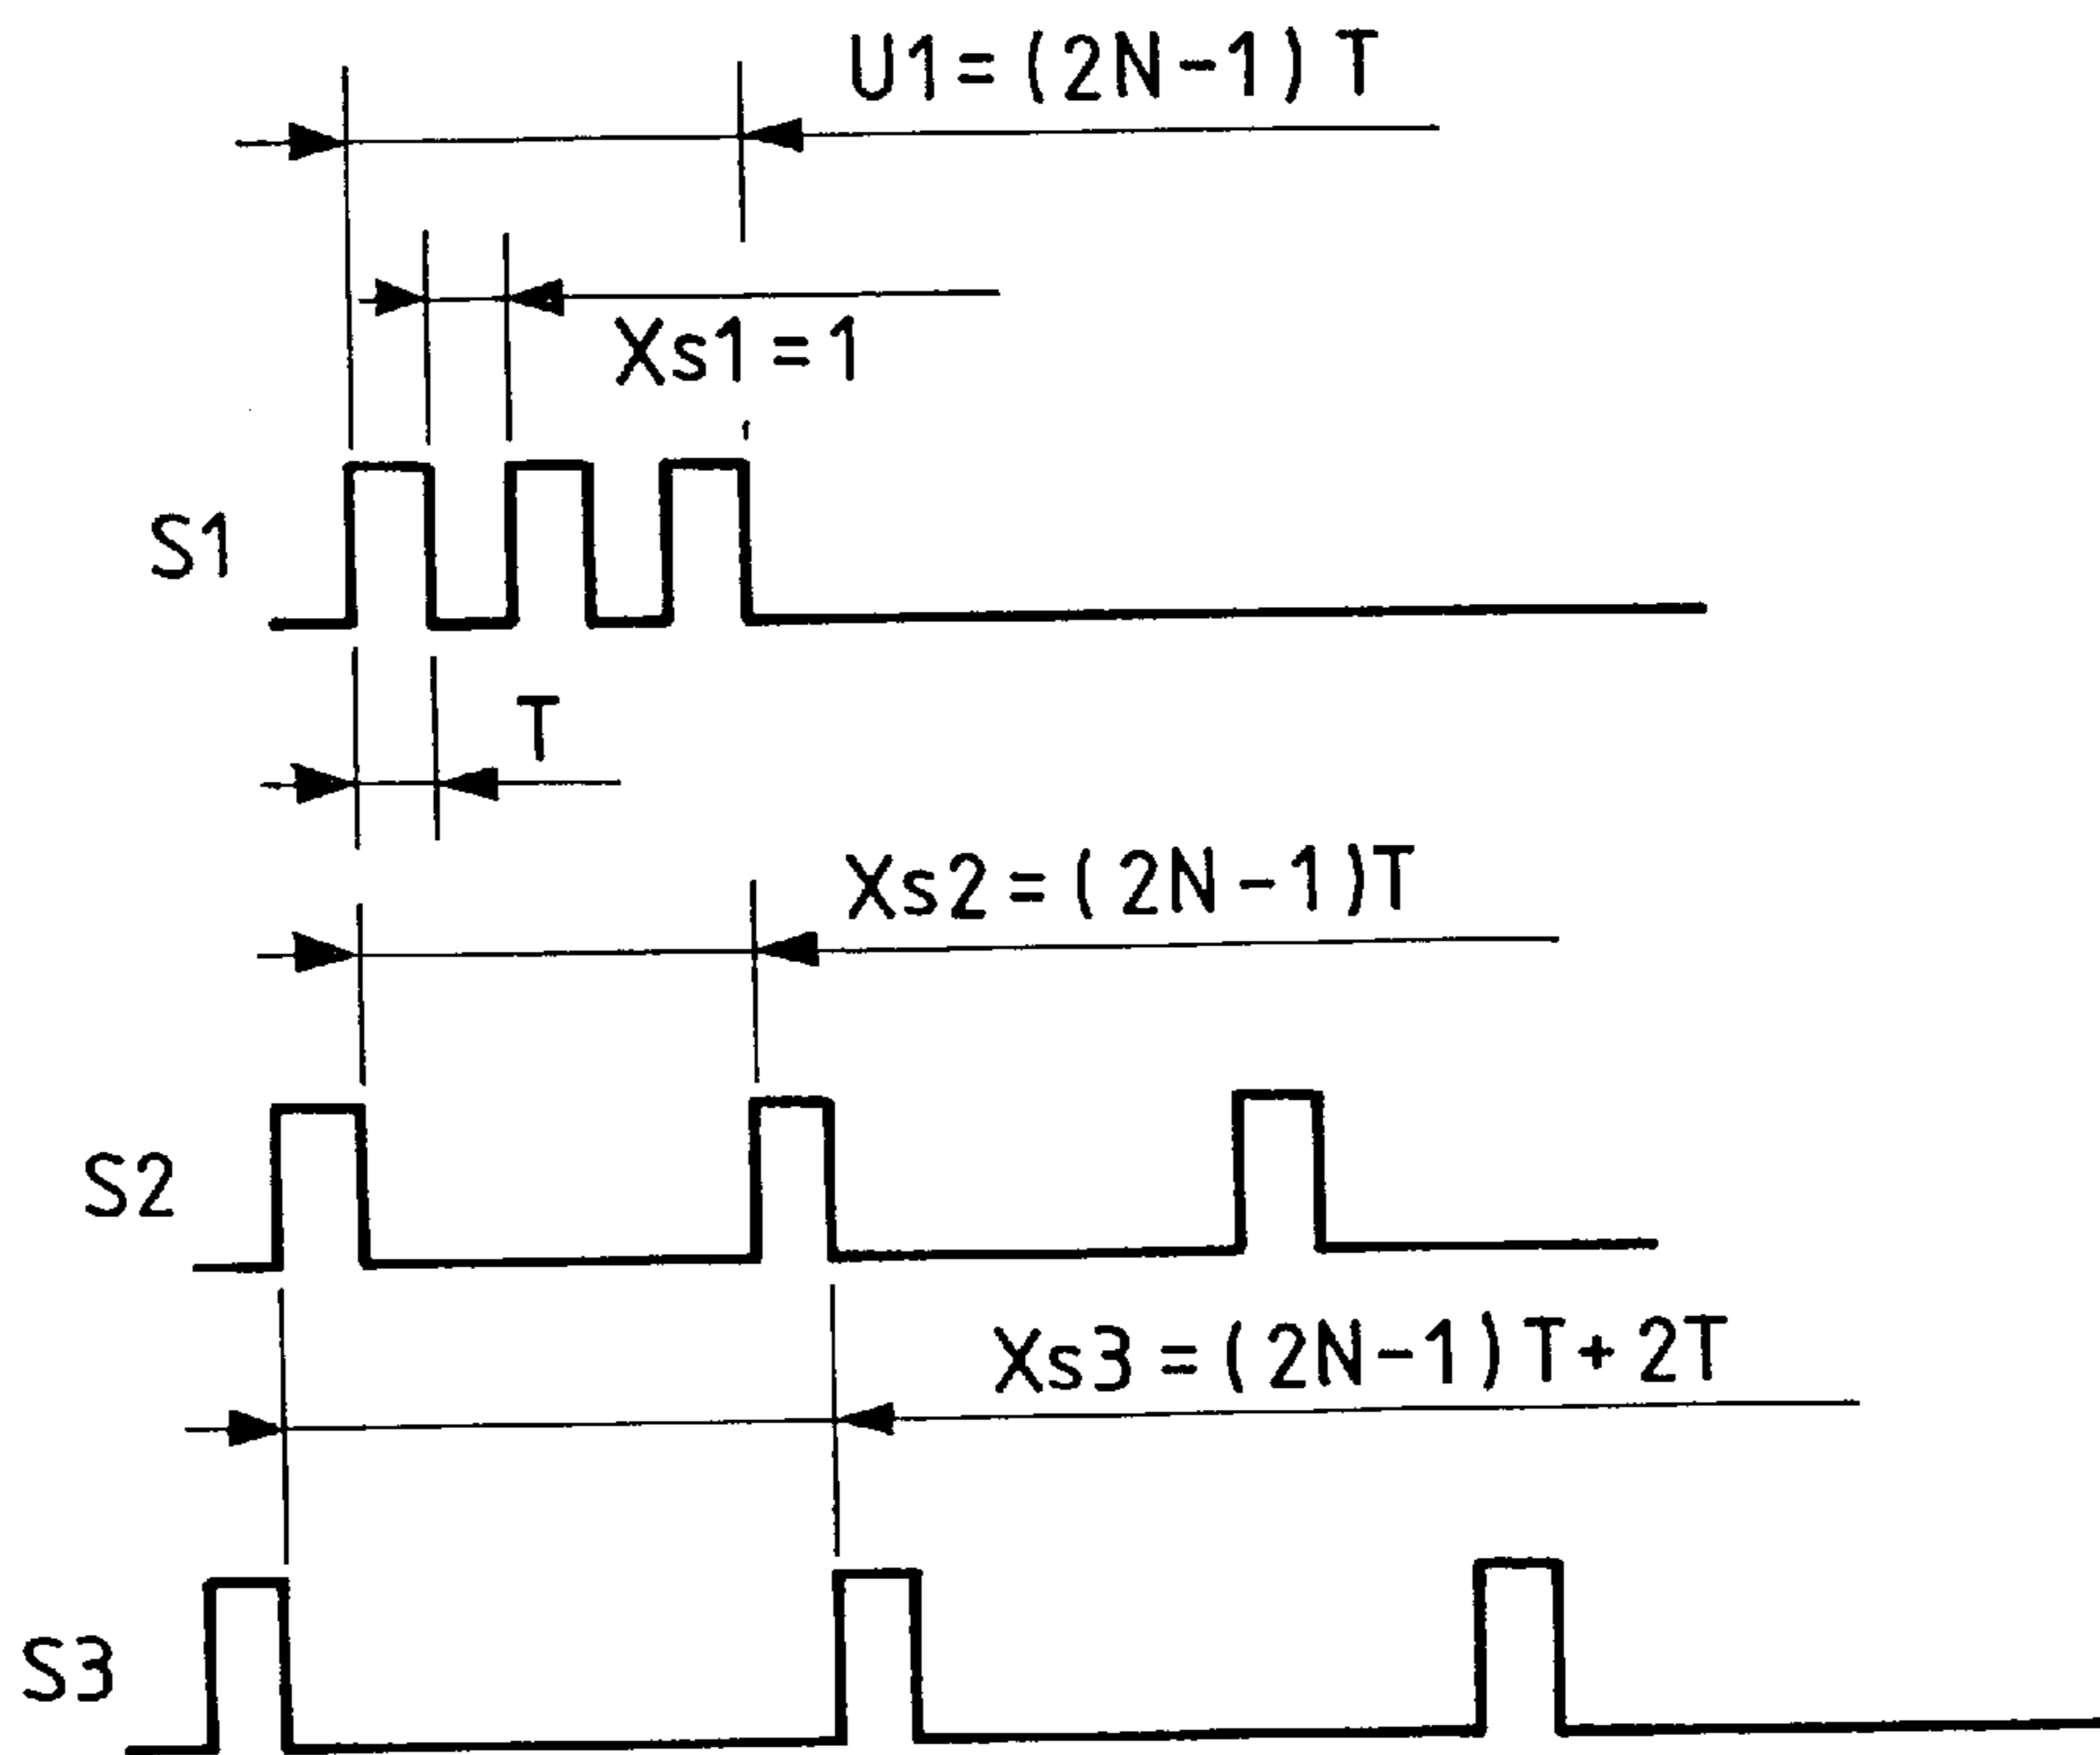 U1=(2N-1)T
Xs1=1
S1
T
Xs2=(2N-1)T
S2
Xs3=(2N-1)T+2T
S3